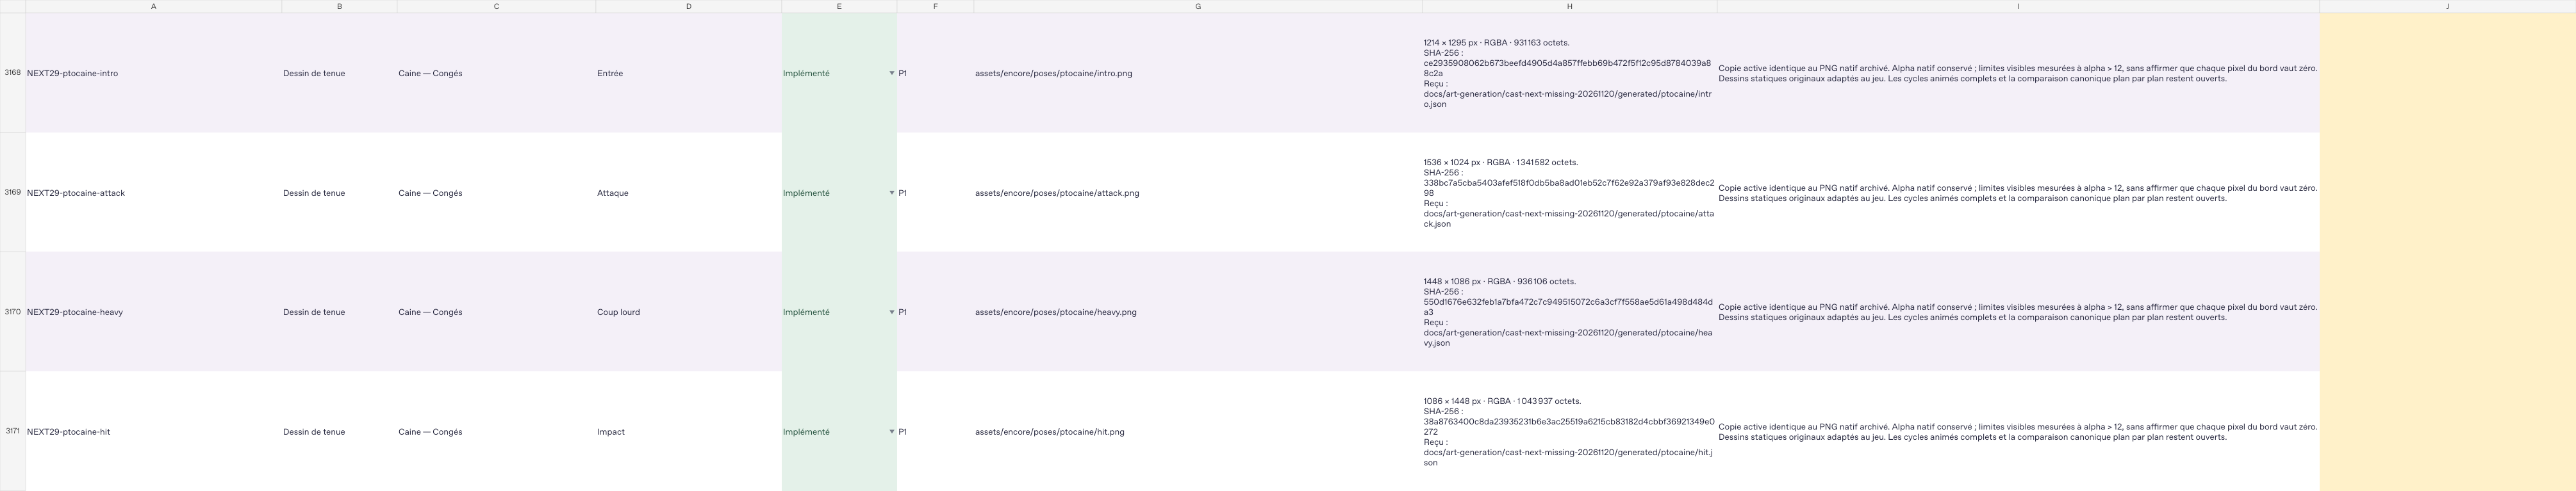 A B C D E F G H I J
3168 NEXT29-ptocaine-intro Dessin de tenue Caine — Congés Entrée Implémenté P1 assets/encore/poses/ptocaine/intro.png
1214 × 1295 px · RGBA · 931 163 octets.
SHA-256 :
ce2935908062b673beefd4905d4a857ffebb69b472f5f12c95d8784039a8
8c2a
Reçu :
docs/art-generation/cast-next-missing-20261120/generated/ptocaine/intr
o.json
Copie active identique au PNG natif archivé. Alpha natif conservé ; limites visibles mesurées à alpha > 12, sans affirmer que chaque pixel du bord vaut zéro.
Dessins statiques originaux adaptés au jeu. Les cycles animés complets et la comparaison canonique plan par plan restent ouverts.
3169 NEXT29-ptocaine-attack Dessin de tenue Caine — Congés Attaque Implémenté P1 assets/encore/poses/ptocaine/attack.png
1536 × 1024 px · RGBA · 1 341 582 octets.
SHA-256 :
338bc7a5cba5403afef518f0db5ba8ad01eb52c7f62e92a379af93e828dec2
98
Reçu :
docs/art-generation/cast-next-missing-20261120/generated/ptocaine/atta
ck.json
Copie active identique au PNG natif archivé. Alpha natif conservé ; limites visibles mesurées à alpha > 12, sans affirmer que chaque pixel du bord vaut zéro.
Dessins statiques originaux adaptés au jeu. Les cycles animés complets et la comparaison canonique plan par plan restent ouverts.
3170 NEXT29-ptocaine-heavy Dessin de tenue Caine — Congés Coup lourd Implémenté P1 assets/encore/poses/ptocaine/heavy.png
1448 × 1086 px · RGBA · 936 106 octets.
SHA-256 :
550d1676e632feb1a7bfa472c7c949515072c6a3cf7f558ae5d61a498d484d
a3
Reçu :
docs/art-generation/cast-next-missing-20261120/generated/ptocaine/hea
vy.json
Copie active identique au PNG natif archivé. Alpha natif conservé ; limites visibles mesurées à alpha > 12, sans affirmer que chaque pixel du bord vaut zéro.
Dessins statiques originaux adaptés au jeu. Les cycles animés complets et la comparaison canonique plan par plan restent ouverts.
3171 NEXT29-ptocaine-hit Dessin de tenue Caine — Congés Impact Implémenté P1 assets/encore/poses/ptocaine/hit.png
1086 × 1448 px · RGBA · 1 043 937 octets.
SHA-256 :
38a8763400c8da23935231b6e3ac25519a6215cb83182d4cbbf36921349e0
272
Reçu :
docs/art-generation/cast-next-missing-20261120/generated/ptocaine/hit.j
son
Copie active identique au PNG natif archivé. Alpha natif conservé ; limites visibles mesurées à alpha > 12, sans affirmer que chaque pixel du bord vaut zéro.
Dessins statiques originaux adaptés au jeu. Les cycles animés complets et la comparaison canonique plan par plan restent ouverts.